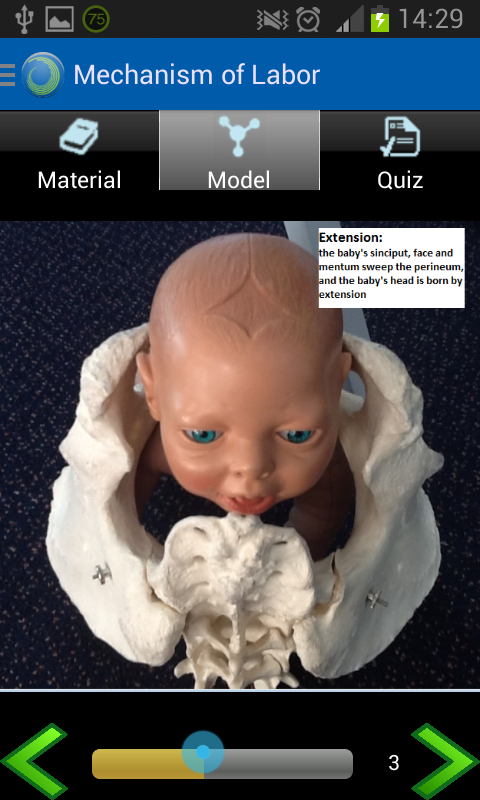 75
14:29
Mechanism of Labor
Material
Model
Quiz
Extension:
the baby's sinciput, face and
mentum sweep the perineum,
and the baby's head is born by
extension
3